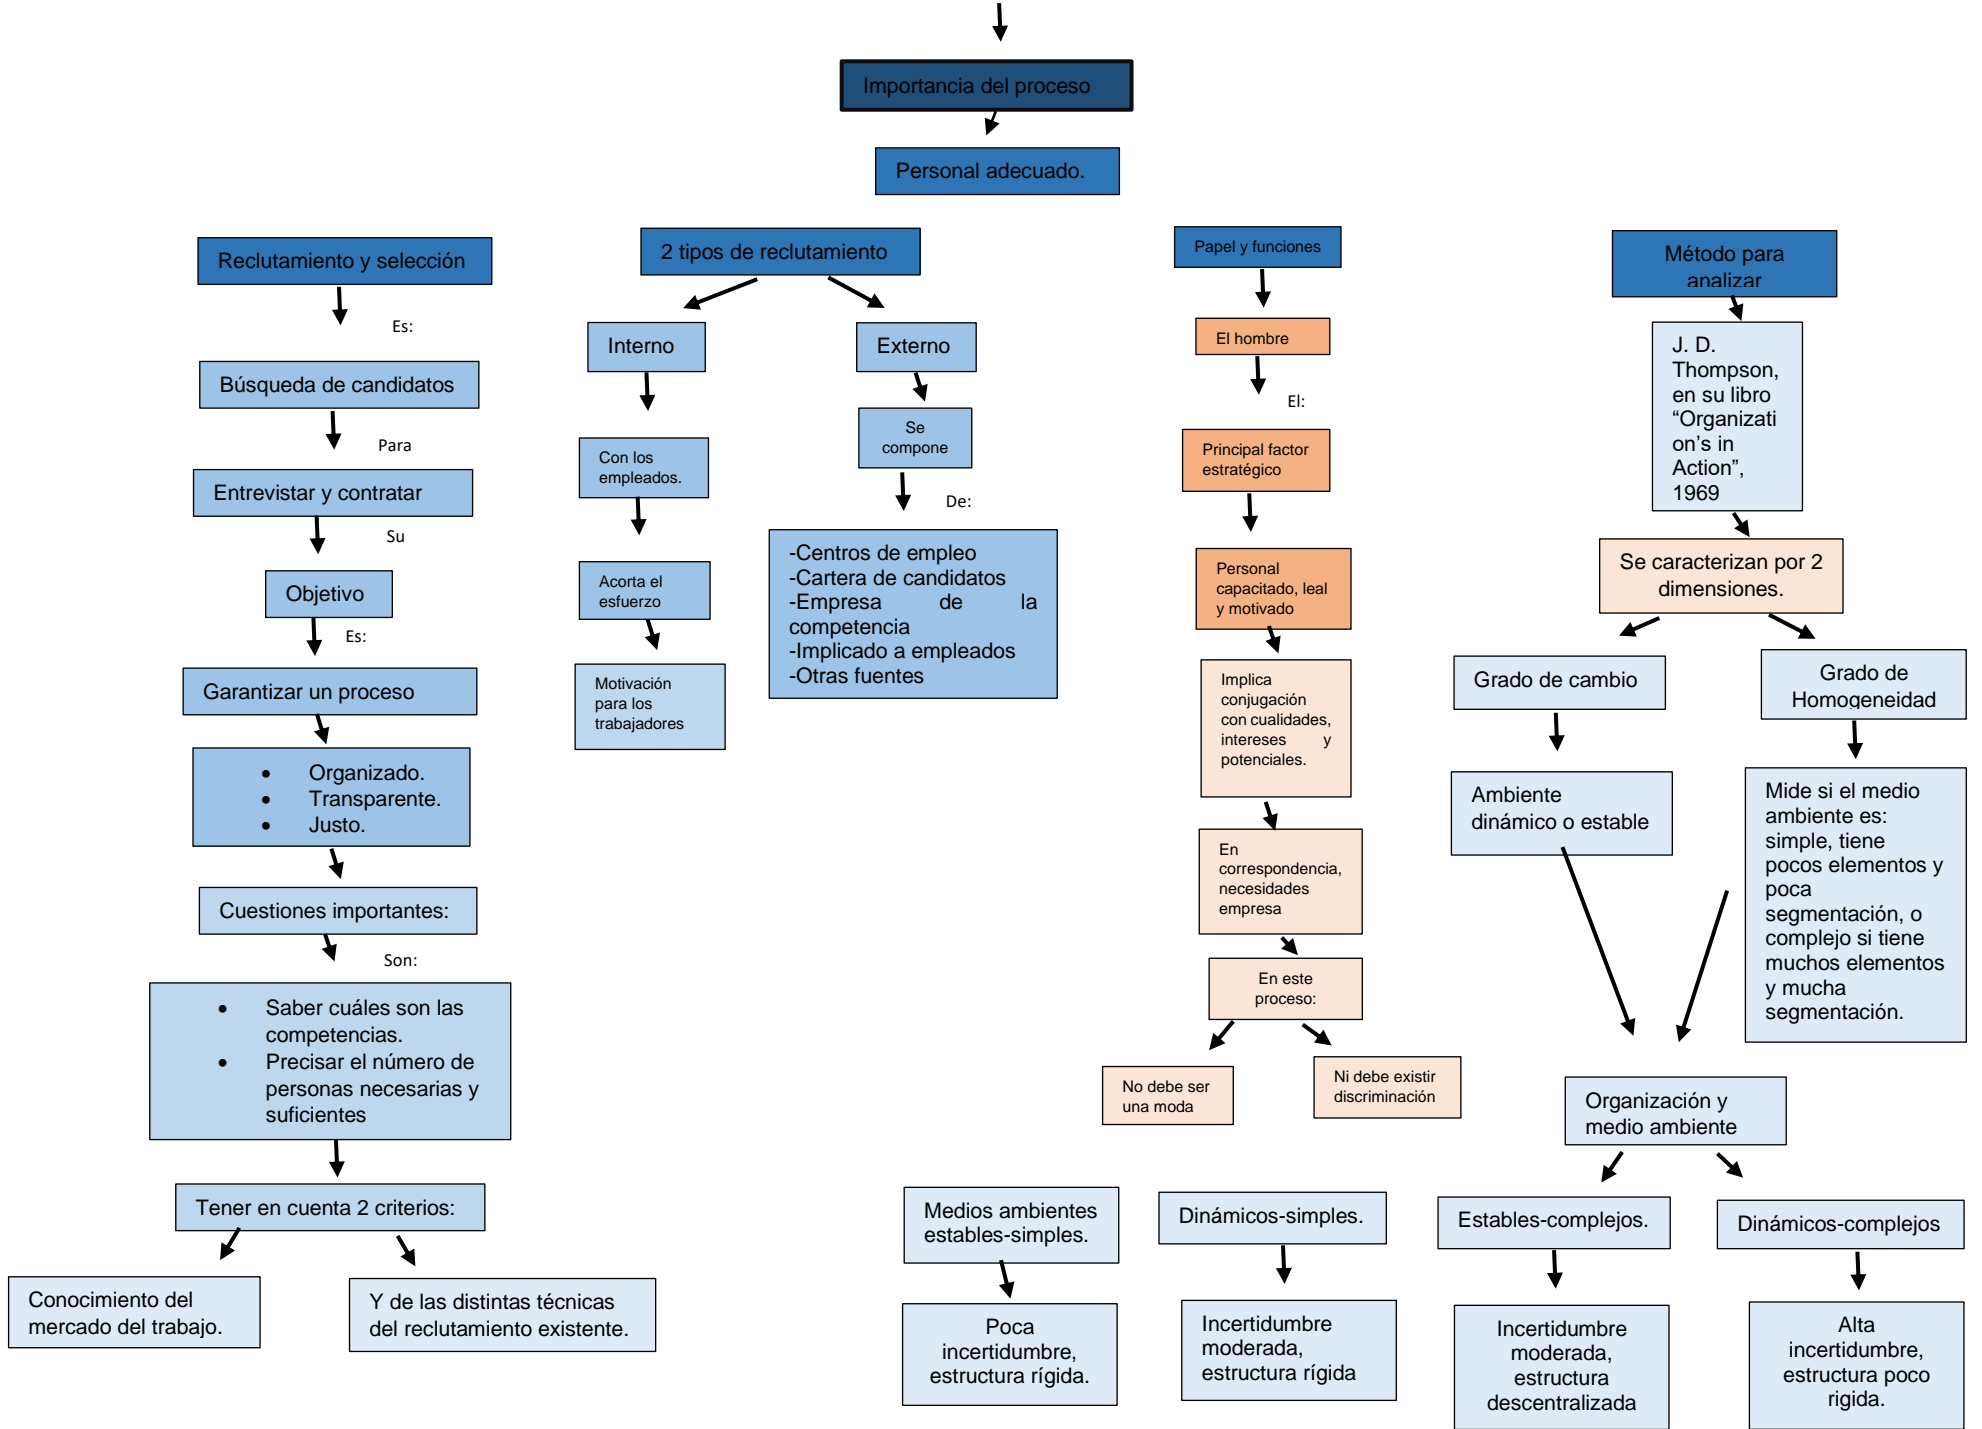 Importancia del proceso
Personal adecuado.
Reclutamiento y selección
Es:
Búsqueda de candidatos
Para
Entrevistar y contratar
Su
Objetivo
Es:
Garantizar un proceso
• Organizado.
• Transparente.
• Justo.
Cuestiones importantes:
Son:
• Saber cuáles son las
competencias.
• Precisar el número de
personas necesarias y
suficientes
Tener en cuenta 2 criterios:
Conocimiento del
mercado del trabajo.
Y de las distintas técnicas
del reclutamiento existente.
2 tipos de reclutamiento
Interno
Con los
empleados.
Acorta el
esfuerzo
Motivación
para los
trabajadores
Externo
Se
compone
De:
-Centros de empleo
-Cartera de candidatos
-Empresa de la
competencia
-Implicado a empleados
-Otras fuentes
Papel y funciones
El hombre
El:
Principal factor
estratégico
Personal
capacitado, leal
y motivado
Implica
conjugación
con cualidades,
intereses y
potenciales.
En
correspondencia,
necesidades
empresa
En este
proceso:
No debe ser
una moda
Ni debe existir
discriminación
Método para
analizar
J. D.
Thompson,
en su libro
“Organizati
on’s in
Action”,
1969
Se caracterizan por 2
dimensiones.
Grado de cambio
Ambiente
dinámico o estable
Grado de
Homogeneidad
Mide si el medio
ambiente es:
simple, tiene
pocos elementos y
poca
segmentación, o
complejo si tiene
muchos elementos
y mucha
segmentación.
Organización y
medio ambiente
Medios ambientes
estables-simples.
Poca
incertidumbre,
estructura rígida.
Dinámicos-simples.
Incertidumbre
moderada,
estructura rígida
Estables-complejos.
Incertidumbre
moderada,
estructura
descentralizada
Dinámicos-complejos
Alta
incertidumbre,
estructura poco
rigida.